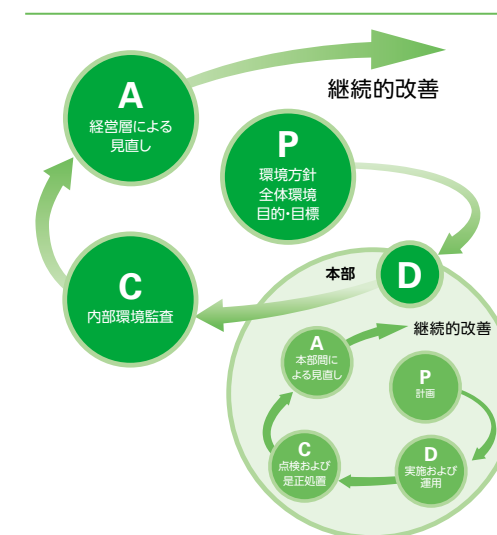 継続的改善
A
経営層による
見直し
P
環境方針
全体環境
目的・目標
本部
D
C
内部環境監査
継続的改善
A
本部間に
よる見直し
P
計画
C
点検および
是正処置
D
実施および
運用